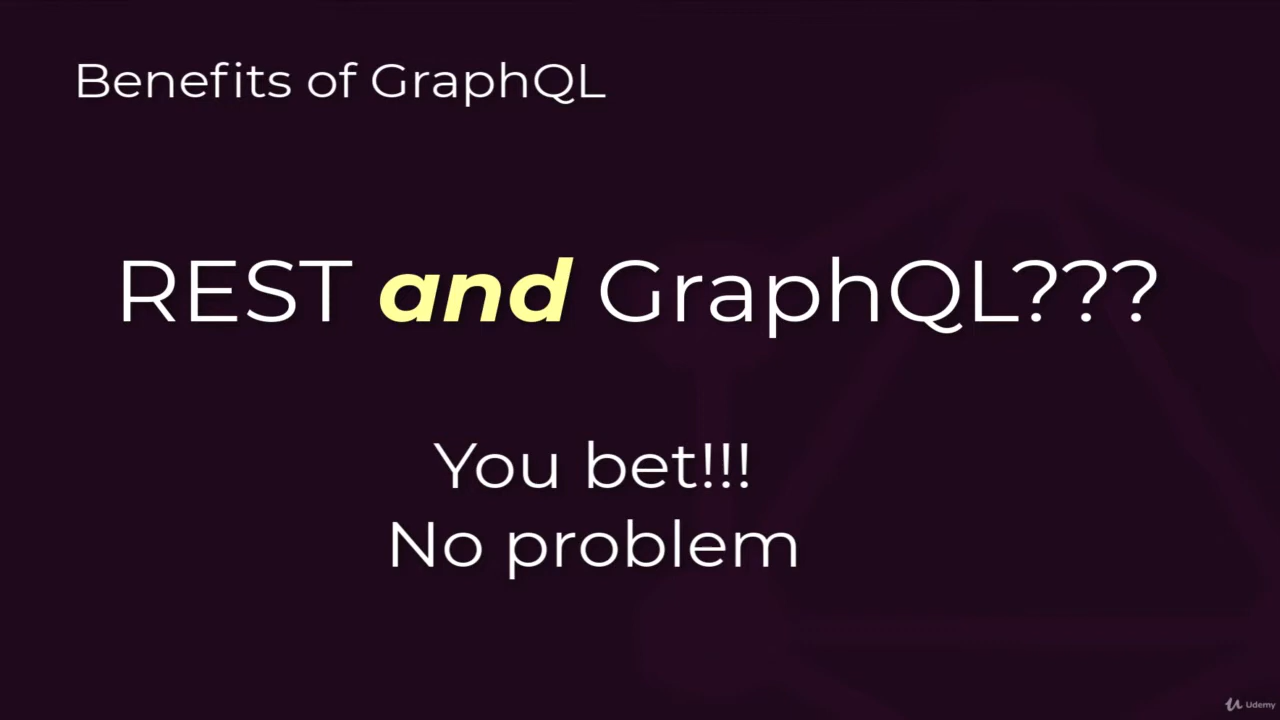 Benefits of GraphQL
REST and GraphQL???
You bet!!!
No problem
Udemy